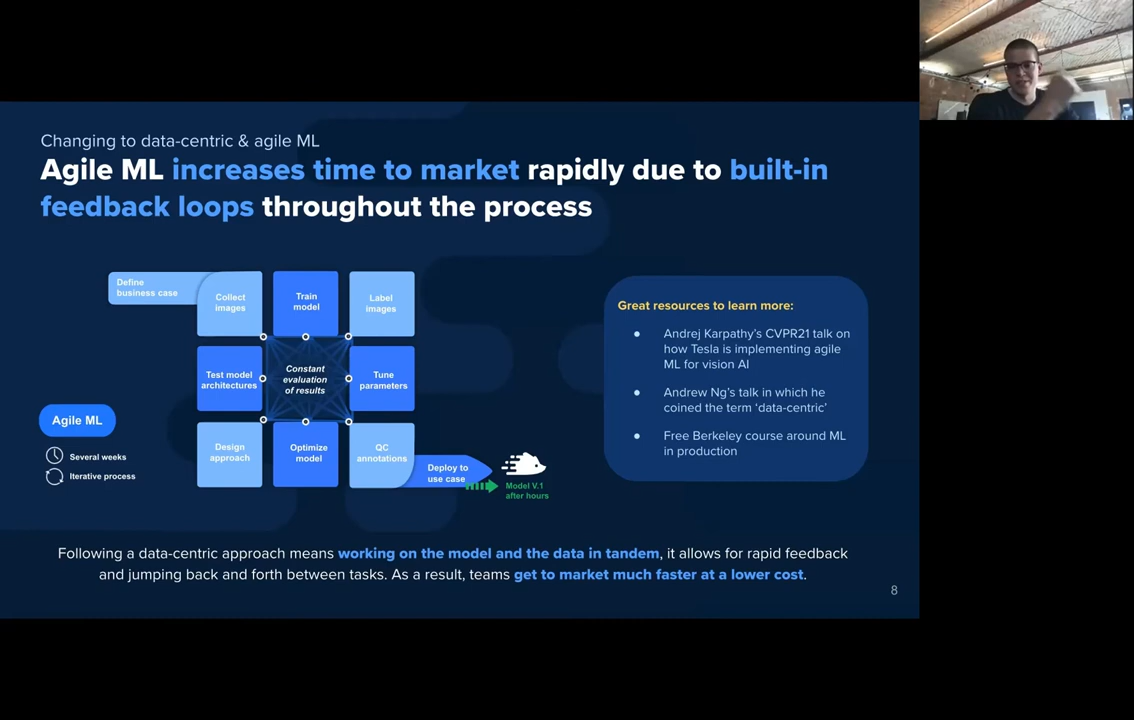 Changing to data-centric & agile ML
Agile ML increases time to market rapidly due to built-in
feedback loops throughout the process
Define
business case
Collect
images
Train
model
Label
images
Test model
architectures
Constant
evaluation
of results
Tune
parameters
Agile ML
Several weeks
Iterative process
Design
approach
Optimize
model
QC
annotations
Deploy to
use case
Model V.1
after hours
Great resources to learn more:
● Andrej Karpathy's CVPR21 talk on
how Tesla is implementing agile
ML for vision AI
● Andrew Ng's talk in which he
coined the term ‘data-centric’
● Free Berkeley course around ML
in production
Following a data-centric approach means working on the model and the data in tandem, it allows for rapid feedback
and jumping back and forth between tasks. As a result, teams get to market much faster at a lower cost.
8